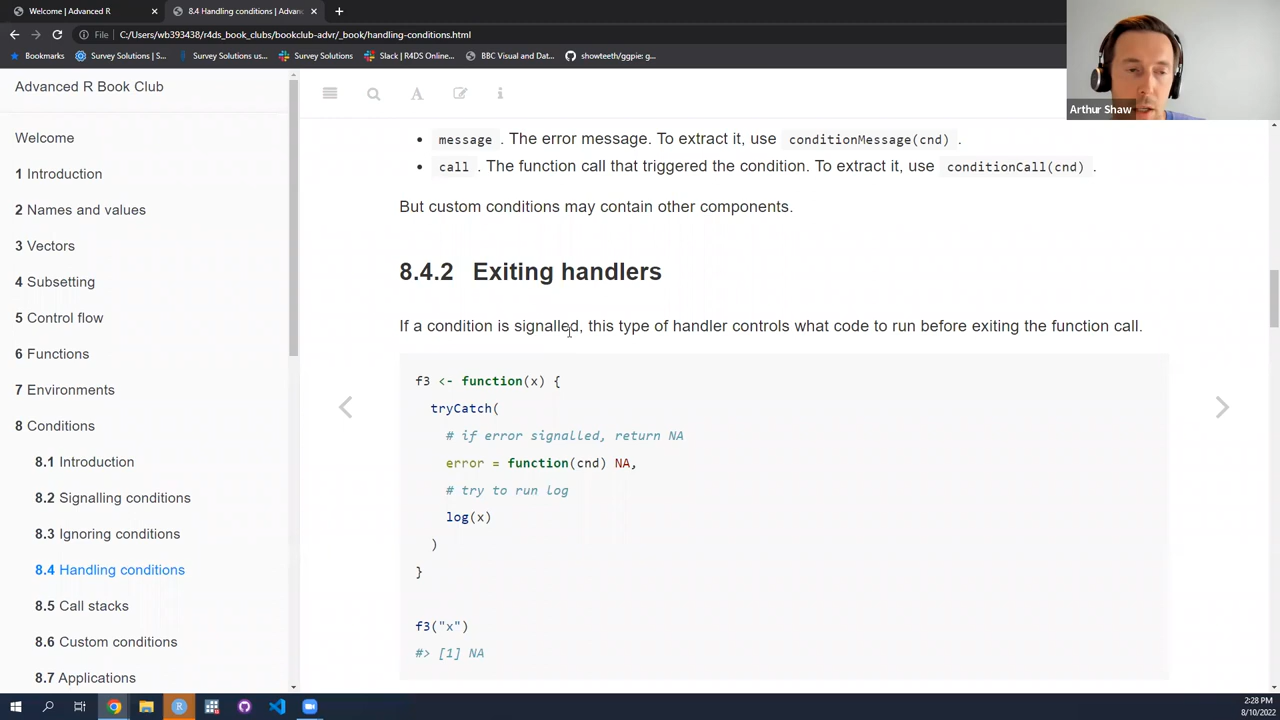 Welcome | Advanced R
8.4 Handling conditions | Advan
File
C:/Users/wb393438/r4ds_book_clubs/bookclub-advr/_book/handling-conditions.html
Bookmarks
Survey Solutions | S...
Survey Solutions us...
Survey Solutions
Slack | R4DS Online...
BBC Visual and Dat...
showteeth/ggpie: g...
Arthur Shaw
Advanced R Book Club
Welcome
1 Introduction
2 Names and values
3 Vectors
4 Subsetting
5 Control flow
6 Functions
7 Environments
8 Conditions
8.1 Introduction
8.2 Signalling conditions
8.3 Ignoring conditions
8.4 Handling conditions
8.5 Call stacks
8.6 Custom conditions
8.7 Applications
message . The error message. To extract it, use conditionMessage(cnd) .
call . The function call that triggered the condition. To extract it, use conditionCall(cnd) .
But custom conditions may contain other components.
8.4.2 Exiting handlers
If a condition is signalled, this type of handler controls what code to run before exiting the function call.
f3 <- function(x) {
tryCatch(
# if error signalled, return NA
error = function(cnd) NA,
# try to run log
log(x)
)
}
f3("x")
#> [1] NA
2:28 PM
8/10/2022